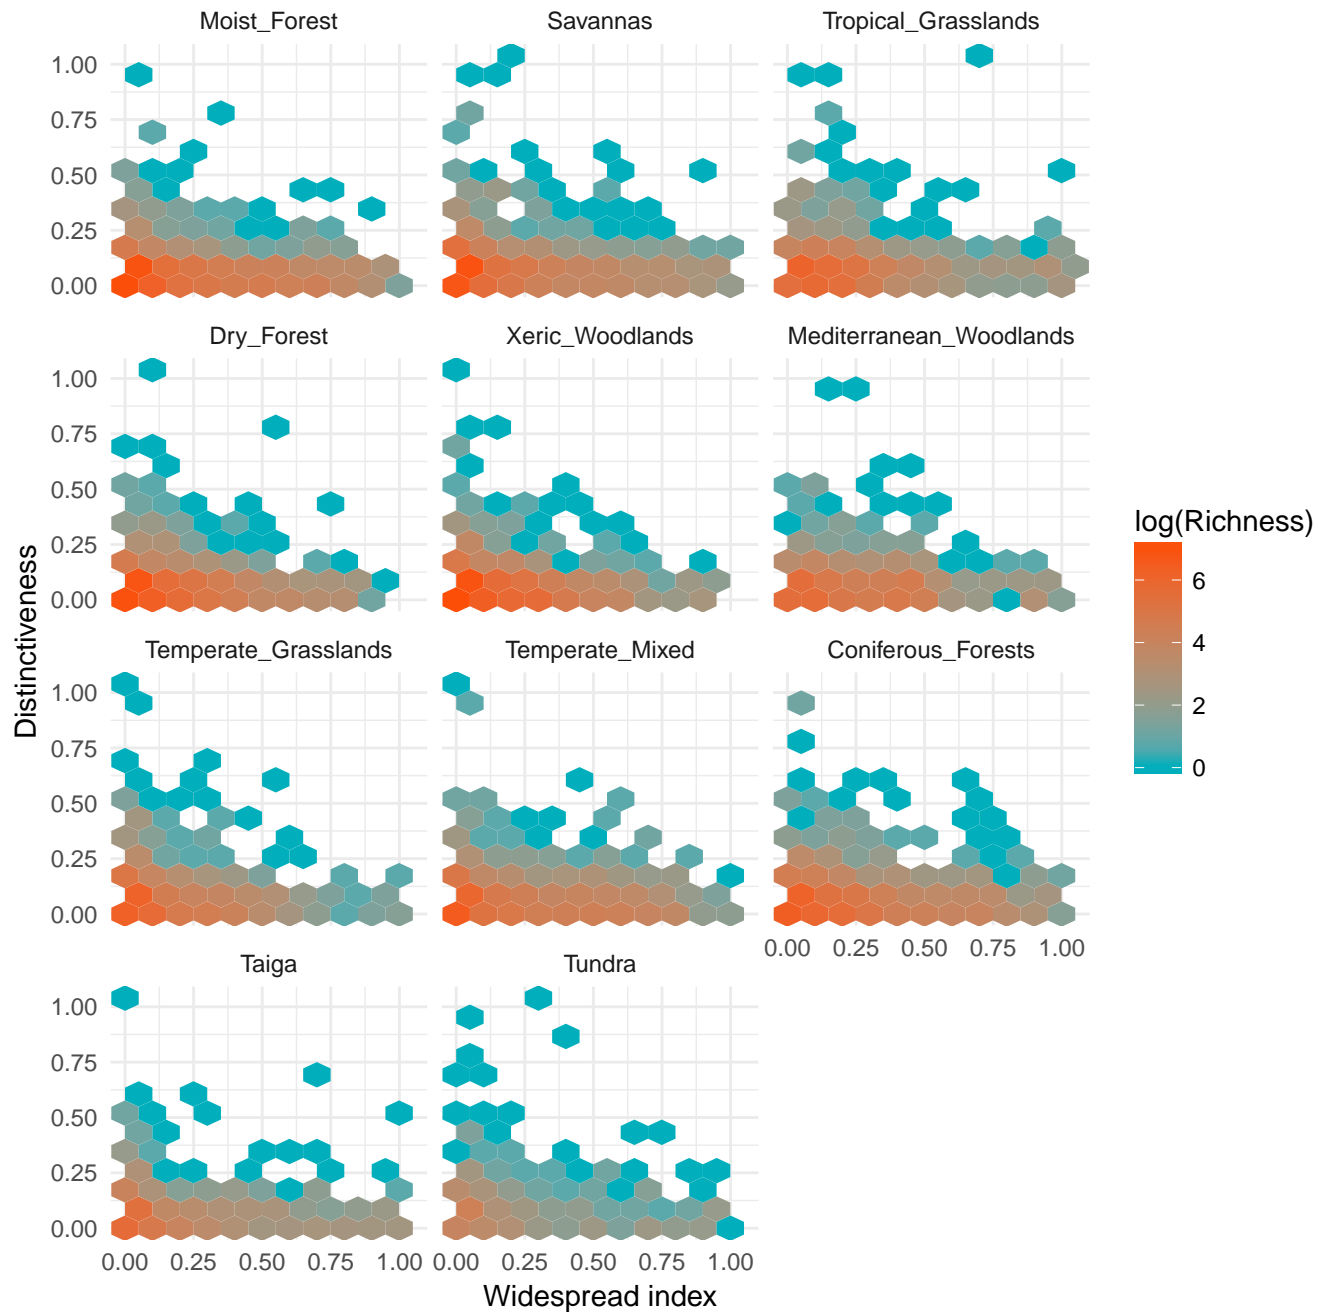 Moist_Forest Savannas Tropical_Grasslands
1.00
0.75
0.50
0.25
0.00
Dry_Forest Xeric_Woodlands Mediterranean_Woodlands
1.00
0.75
0.50
0.25
0.00
Temperate_Grasslands Temperate_Mixed Coniferous_Forests
1.00
0.75
0.50
0.25
0.00
0.00 0.25 0.50 0.75 1.00
Taiga Tundra
1.00
0.75
0.50
0.25
0.00
0.00 0.25 0.50 0.75 1.00 0.00 0.25 0.50 0.75 1.00
Widespread index
Distinctiveness
log(Richness)
6
4
2
0